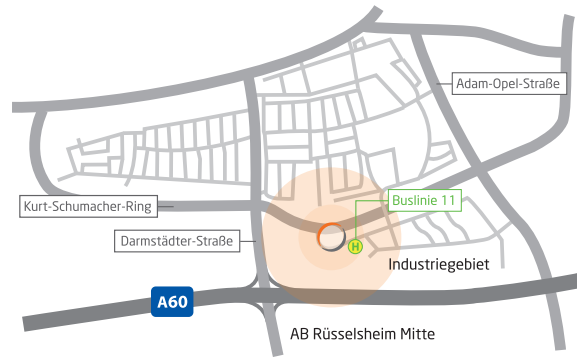 Adam-Opel-Straße
Buslinie 11
Kurt-Schumacher-Ring
Darmstädter-Straße
H
Industriegebiet
A60
AB Rüsselsheim Mitte